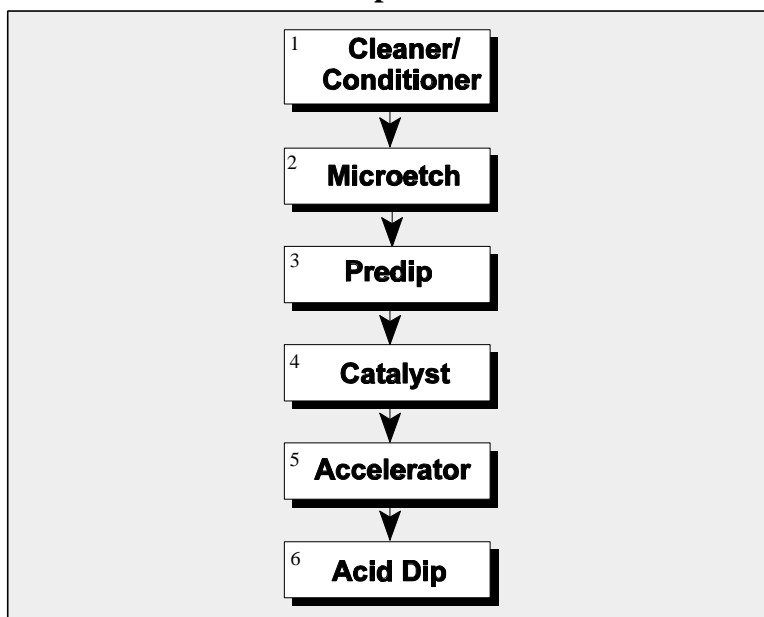 1
Cleaner/
Conditioner
2
Microetch
3
Predip
4
Catalyst
5
Accelerator
6
Acid Dip